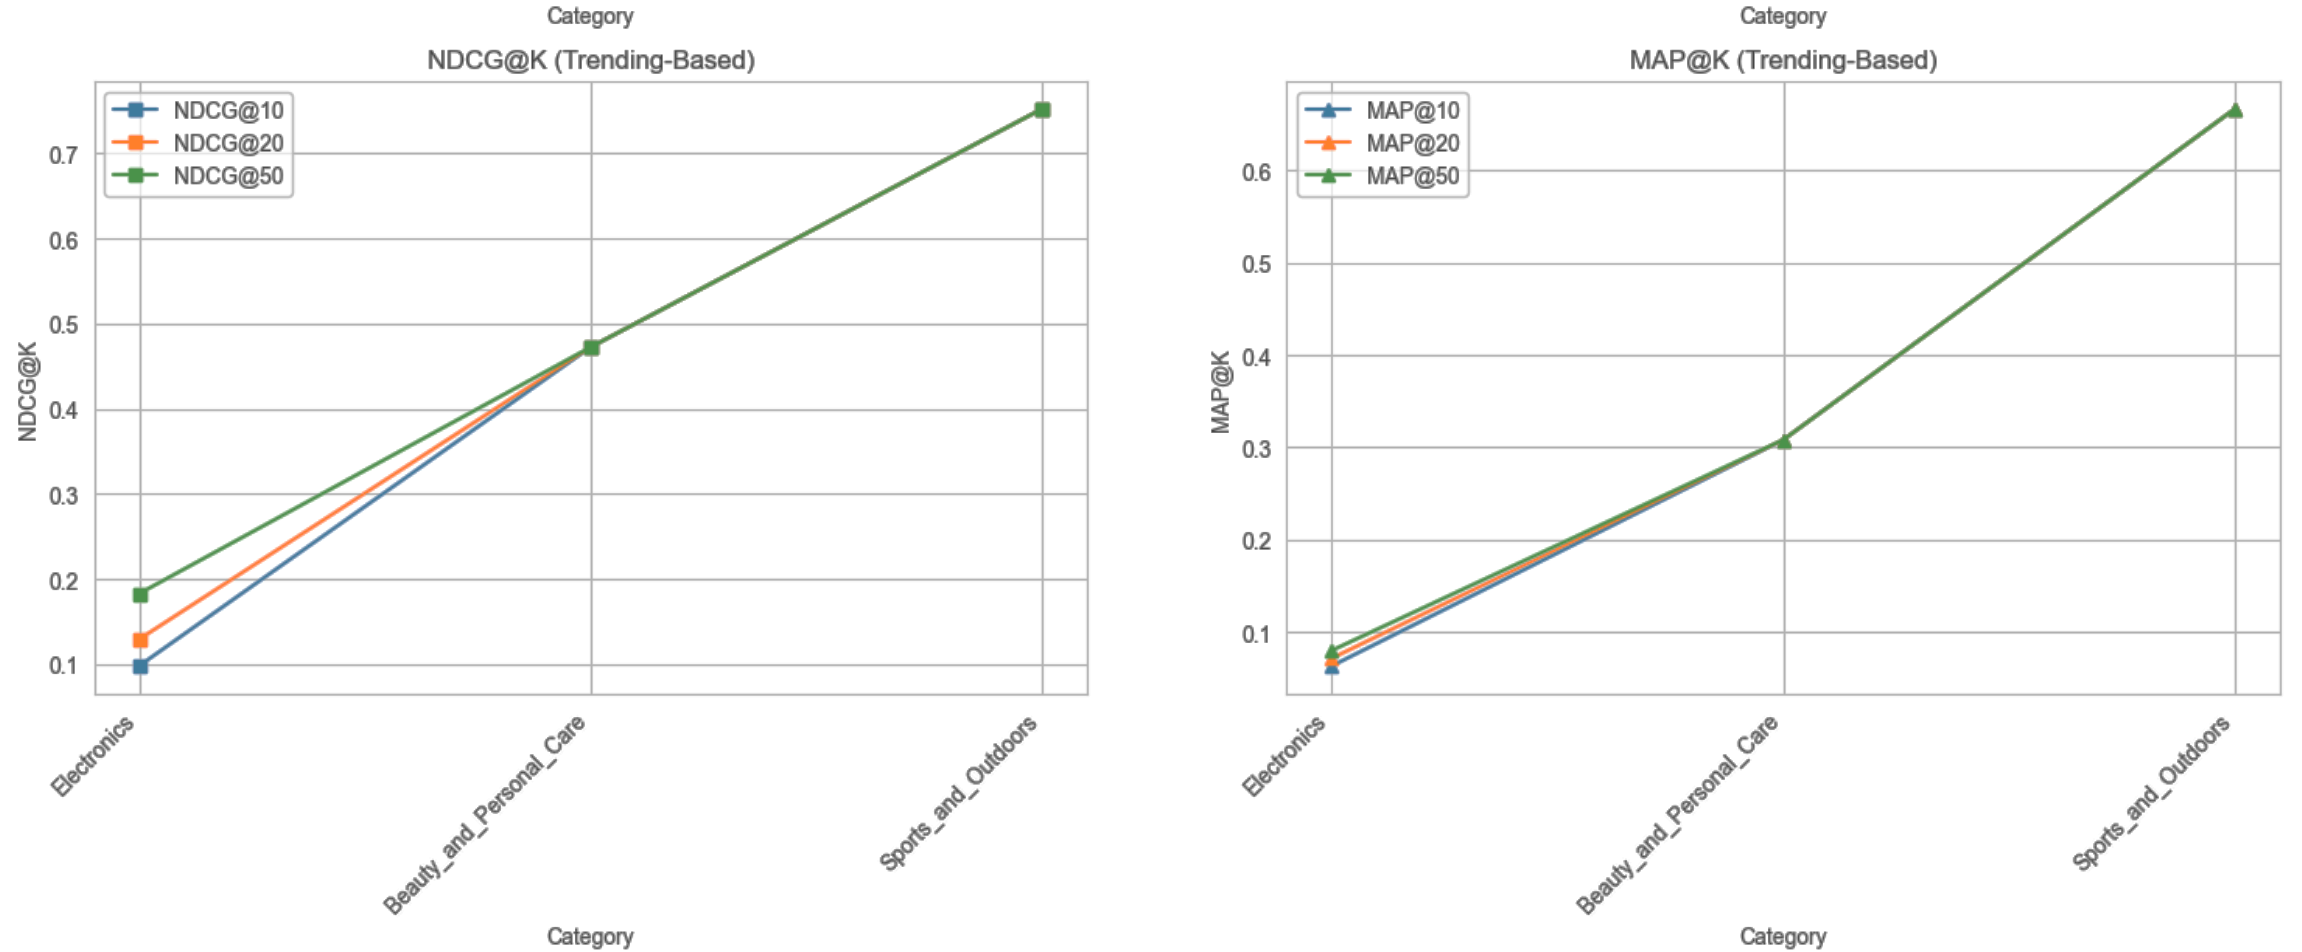 Category
NDCG@K (Trending-Based)
NDCG@10
NDCG@20
NDCG@50
0.7
0.6
0.5
0.4
0.3
0.2
0.1
NDCG@K
Electronics
Beauty_and_Personal_Care
Sports_and_Outdoors
Category
Category
MAP@K (Trending-Based)
MAP@10
MAP@20
MAP@50
0.6
0.5
0.4
0.3
0.2
0.1
MAP@K
Electronics
Beauty_and_Personal_Care
Sports_and_Outdoors
Category